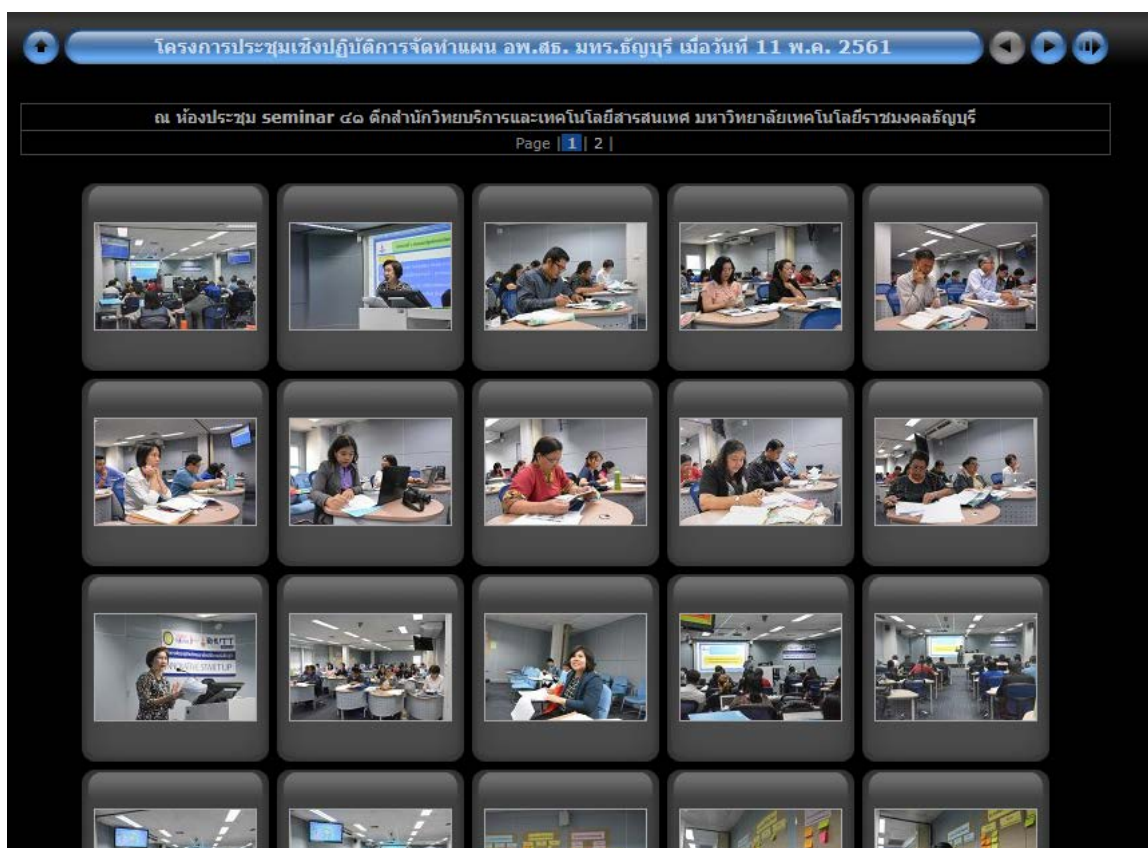 โครงการประชุมเชิงปฏิบัติการจัดทำแผน อพ.สธ. มทร.ธัญบุรี เมื่อวันที่ 11 พ.ค. 2561
ณ ห้องประชุม seminar ๔๑ ตึกสำนักวิทยบริการและเทคโนโลยีสารสนเทศ มหาวิทยาลัยเทคโนโลยีราชมงคลธัญบุรี
Page | 1 | 2 |
INNOVATIVE STARTUP